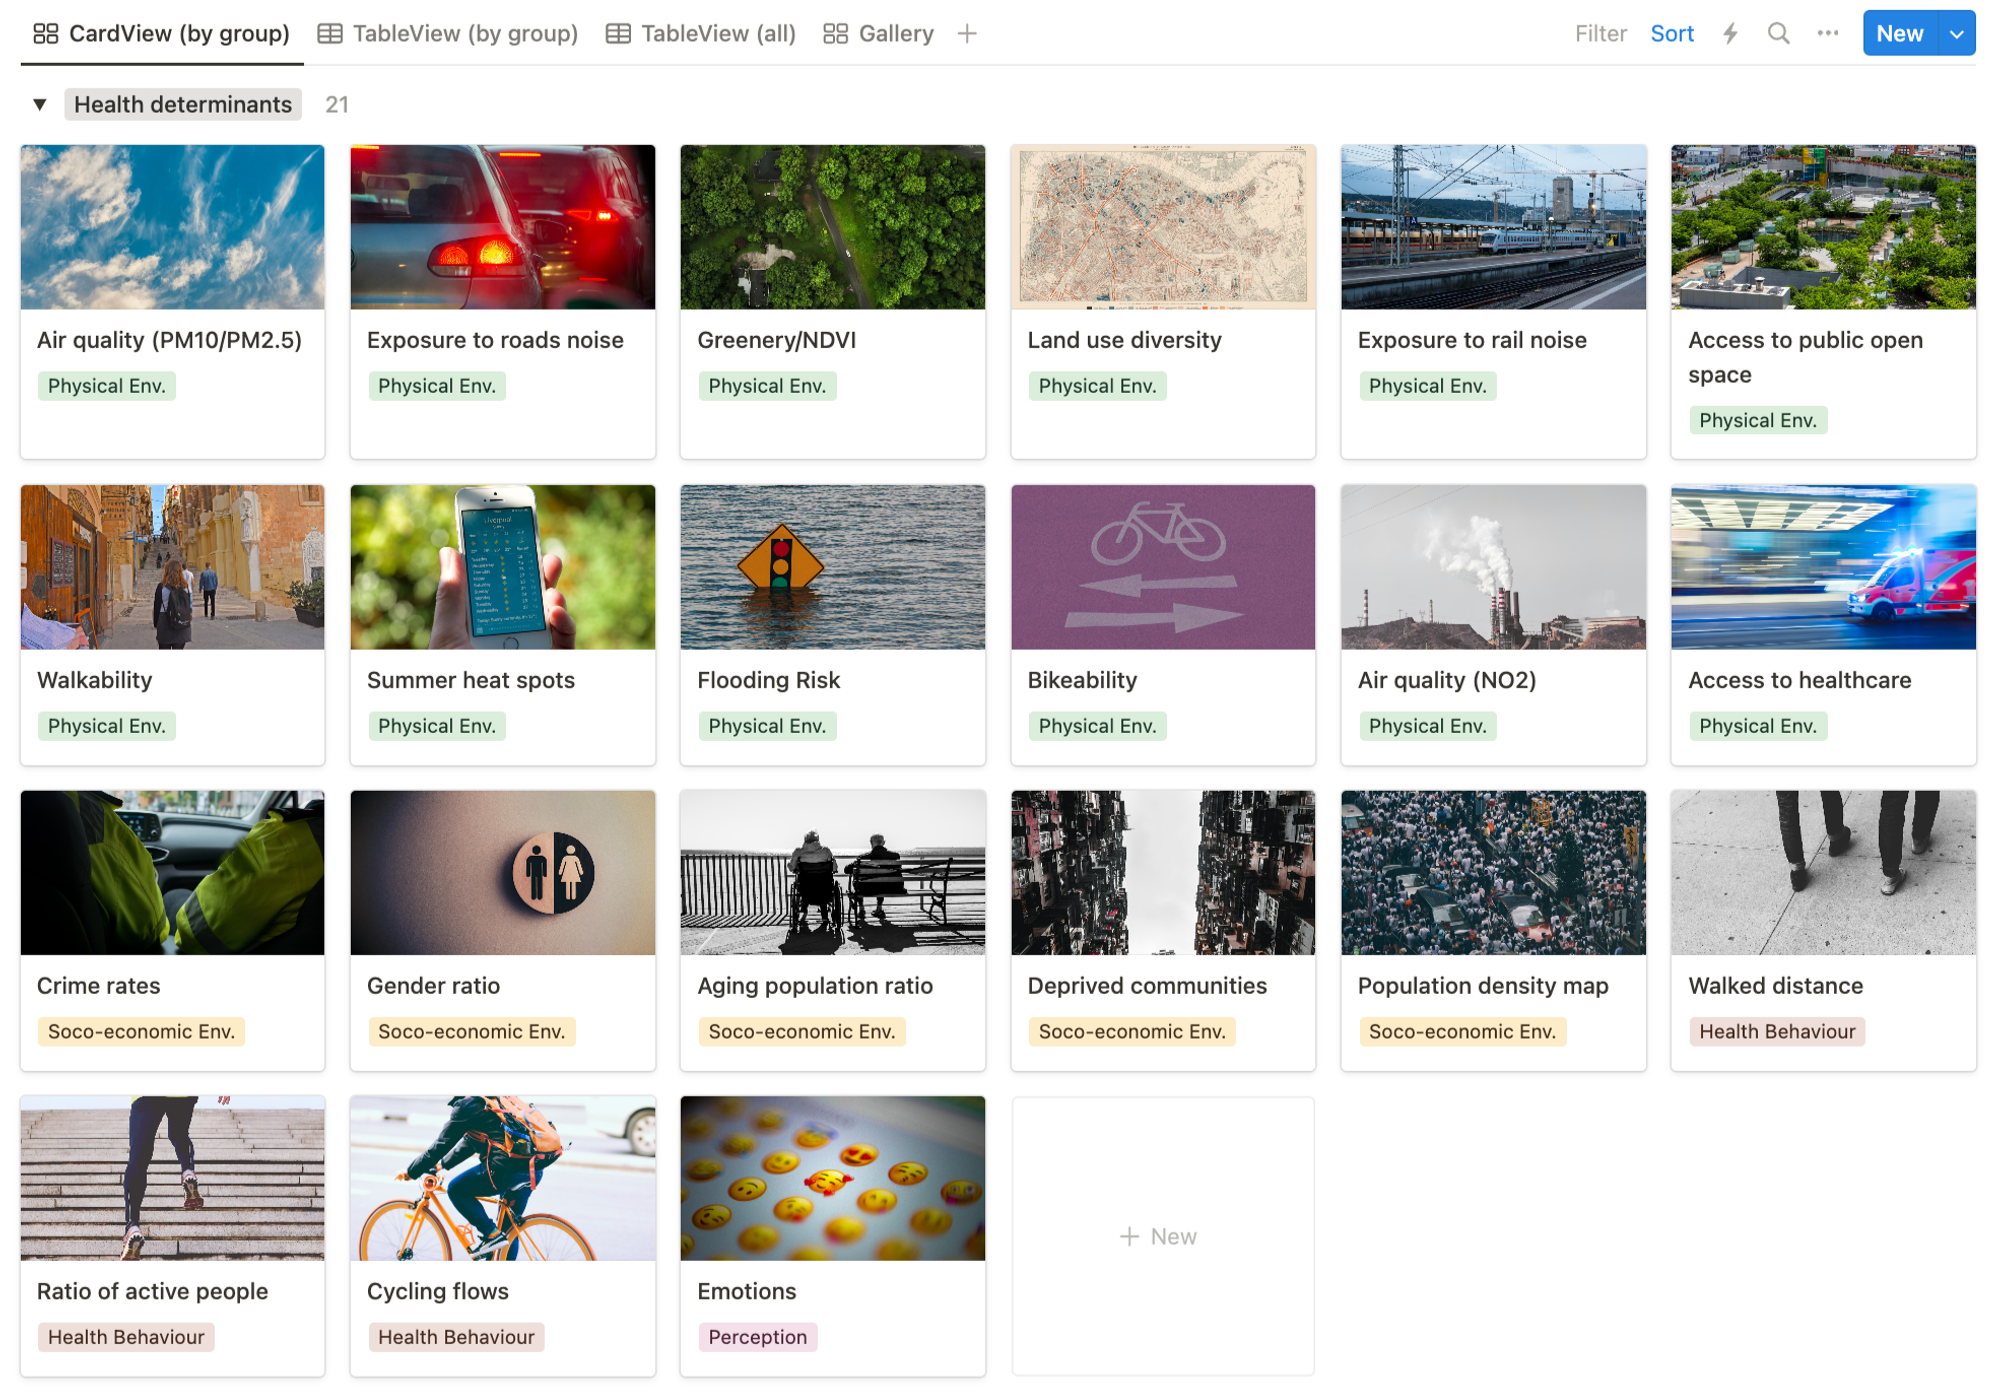 CardView (by group) TableView (by group) TableView (all) Gallery Filter Sort New
Health determinants 21
Air quality (PM10/PM2.5)
Physical Env.
Exposure to roads noise
Physical Env.
Greenery/NDVI
Physical Env.
Land use diversity
Physical Env.
Exposure to rail noise
Physical Env.
Access to public open
space
Physical Env.
Walkability
Physical Env.
Liverpool
Summer heat spots
Physical Env.
Flooding Risk
Physical Env.
Bikeability
Physical Env.
Air quality (NO2)
Physical Env.
Access to healthcare
Physical Env.
Crime rates
Soco-economic Env.
Gender ratio
Soco-economic Env.
Aging population ratio
Soco-economic Env.
Deprived communities
Soco-economic Env.
Population density map
Soco-economic Env.
Walked distance
Health Behaviour
Ratio of active people
Health Behaviour
Cycling flows
Health Behaviour
Emotions
Perception
New